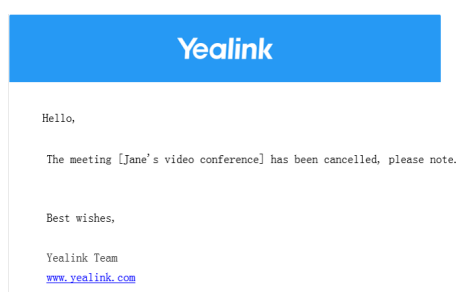 Yealink
Hello,
The meeting [Jane's video conference] has been cancelled, please note.
Best wishes,
Yealink Team
www.yealink.com